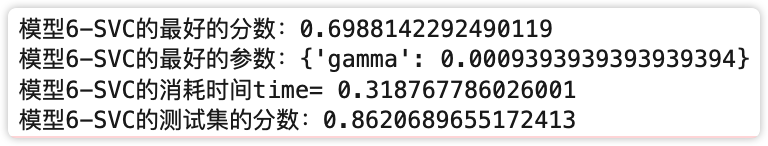 模型6-SVC的最好的分数：0.6988142292490119
模型6-SVC的最好的参数：{'gamma': 0.0009393939393939394}
模型6-SVC的消耗时间time= 0.318767786026001
模型6-SVC的测试集的分数：0.8620689655172413